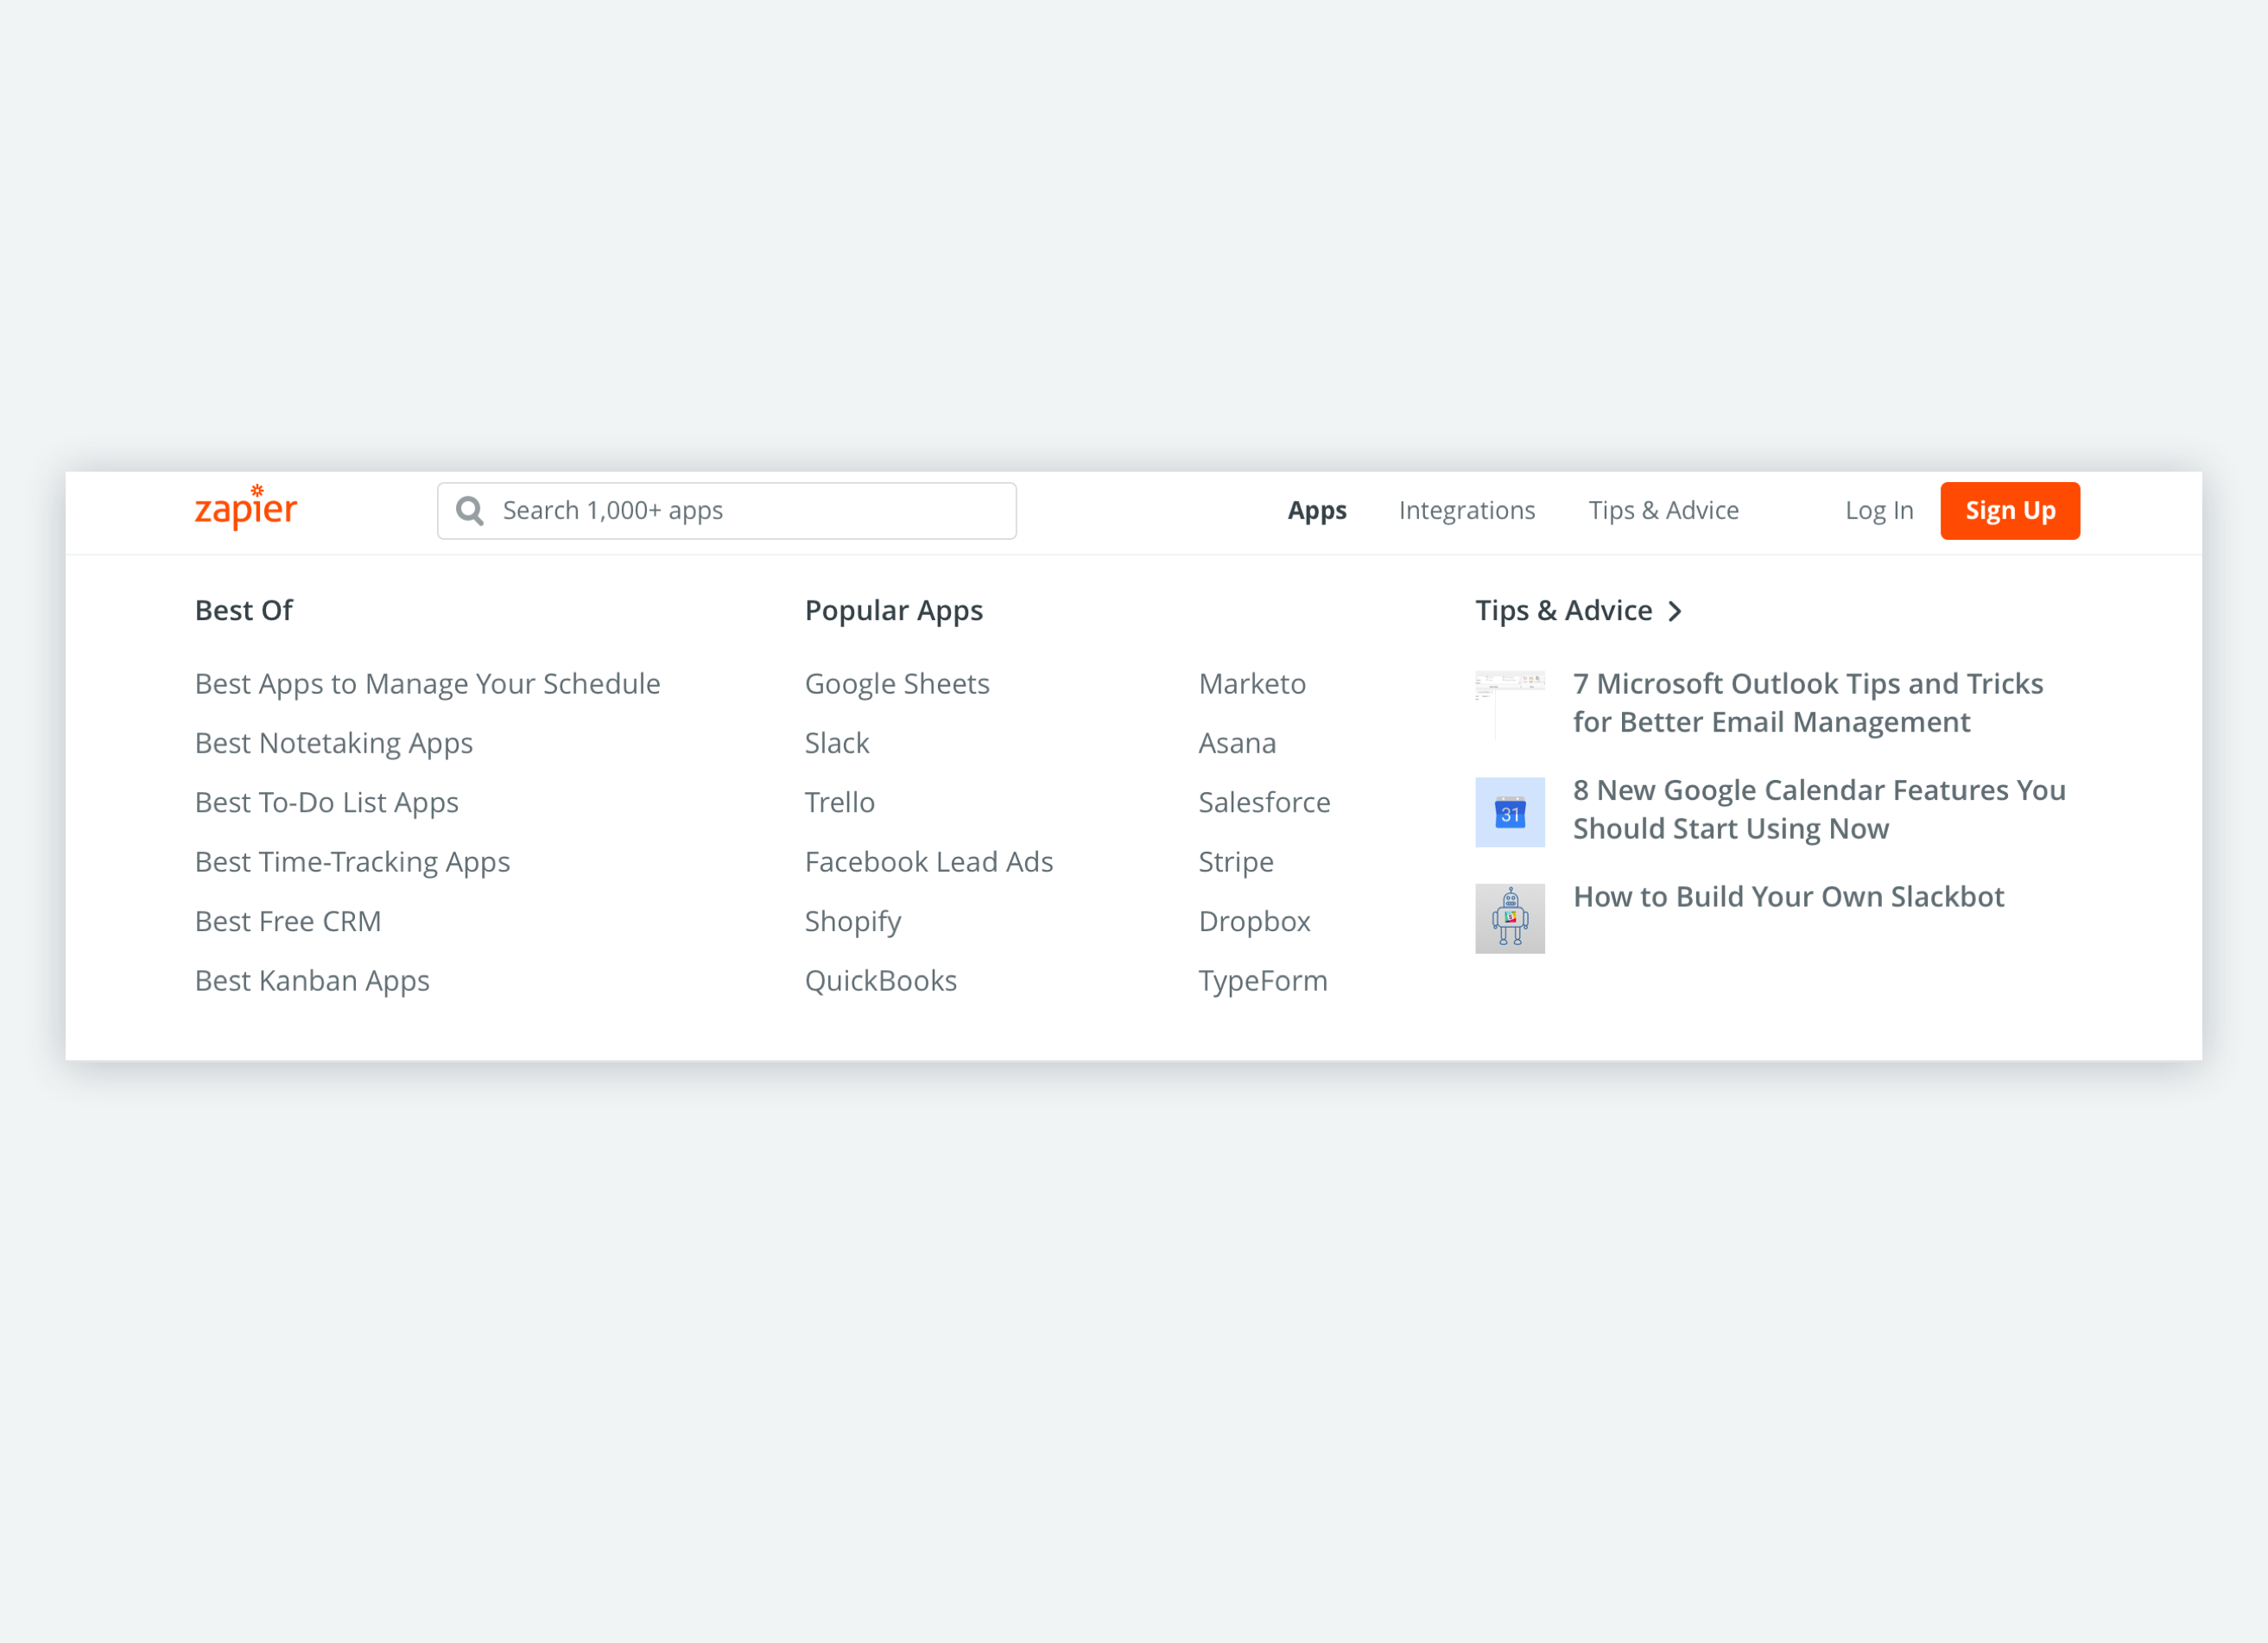 zapier
Search 1,000+ apps
Apps
Integrations
Tips & Advice
Log In
Sign Up
Best Of
Best Apps to Manage Your Schedule
Best Notetaking Apps
Best To-Do List Apps
Best Time-Tracking Apps
Best Free CRM
Best Kanban Apps
Popular Apps
Google Sheets
Slack
Trello
Facebook Lead Ads
Shopify
QuickBooks
Marketo
Asana
Salesforce
Stripe
Dropbox
TypeForm
Tips & Advice
7 Microsoft Outlook Tips and Tricks
for Better Email Management
31
8 New Google Calendar Features You
Should Start Using Now
How to Build Your Own Slackbot